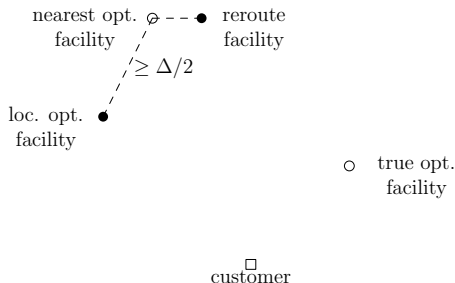 nearest opt.
facility
reroute
facility
≥ Δ/2
loc. opt.
facility
true opt.
facility
customer